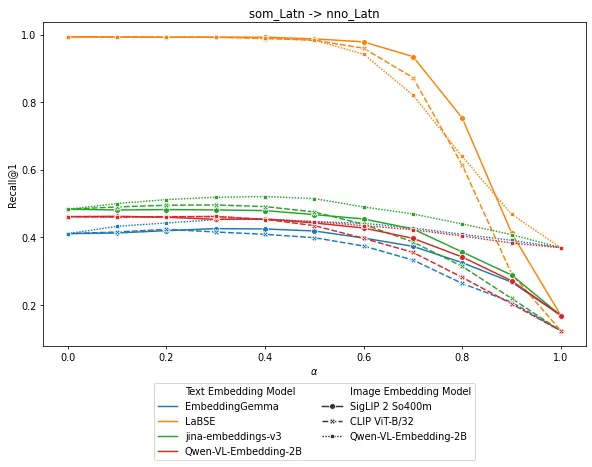 som_Latn -> nno_Latn
Recall@1
1.0
0.8
0.6
0.4
0.2
0.0 0.2 0.4 0.6 0.8 1.0
α
Text Embedding Model Image Embedding Model
EmbeddingGemma SigLIP 2 So400m
LaBSE CLIP ViT-B/32
jina-embeddings-v3 Qwen-VL-Embedding-2B
Qwen-VL-Embedding-2B